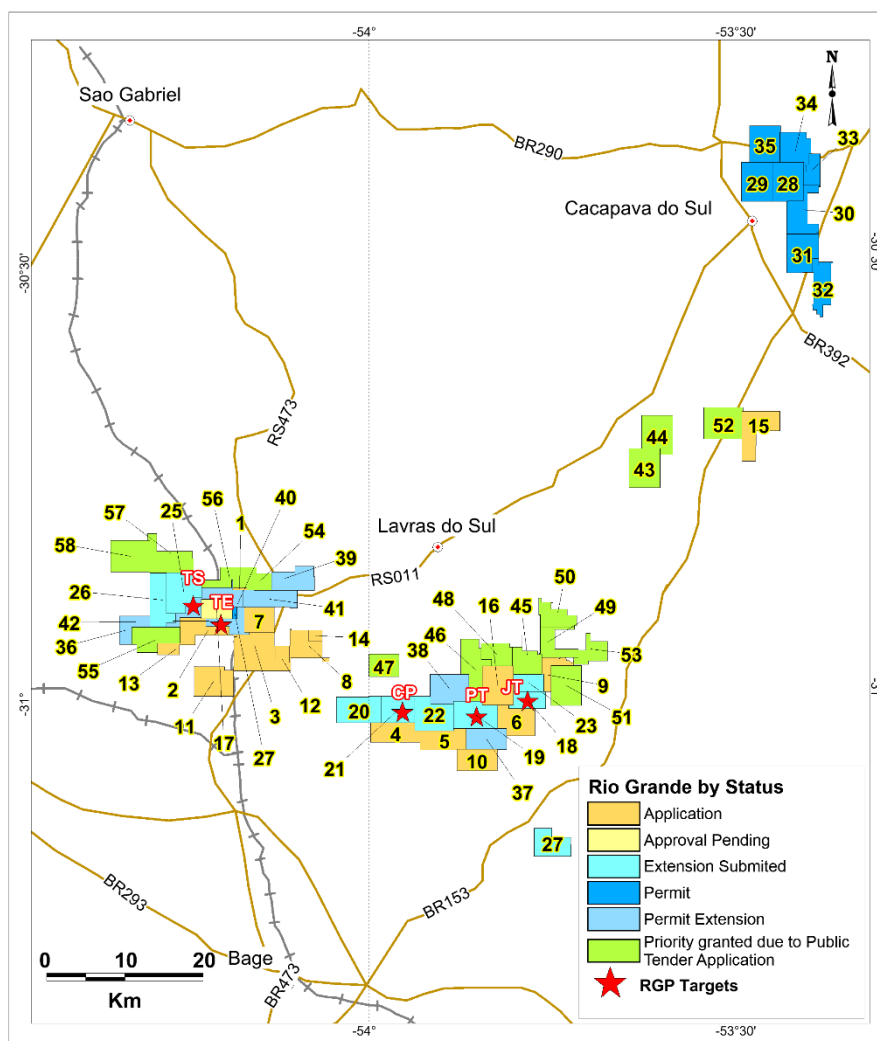 -54°
-53°30'
Sao Gabriel
N
34
33
35
BR290
29
28
30
Cacapava do Sul
-30°30'
-30°30'
31
32
BR392
RS473
52
15
44
43
56
40
25
1
57
54
Lavras do Sul
58
39
RS011
TS
50
48
16
45
49
26
TE
41
46
42
7
36
14
38
53
55
47
13
2
8
9
CP
PT
JT
-31°
-31°
11
3
12
20
22
6
23
51
21
4
5
18
17
27
10
19
37
27
BR293
BR153
Bage
BR473
0 10 20
Km
Rio Grande by Status
Application
Approval Pending
Extension Submited
Permit
Permit Extension
Priority granted due to Public
Tender Application
RGP Targets
-54°
-53°30'